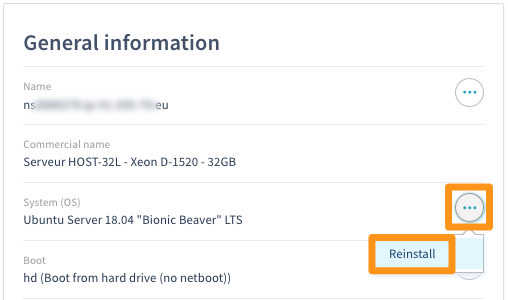 General information
Name
ns eu
Commercial name
Serveur HOST-32L - Xeon D-1520 - 32GB
System (OS)
Ubuntu Server 18.04 "Bionic Beaver" LTS
Reinstall
Boot
hd (Boot from hard drive (no netboot))